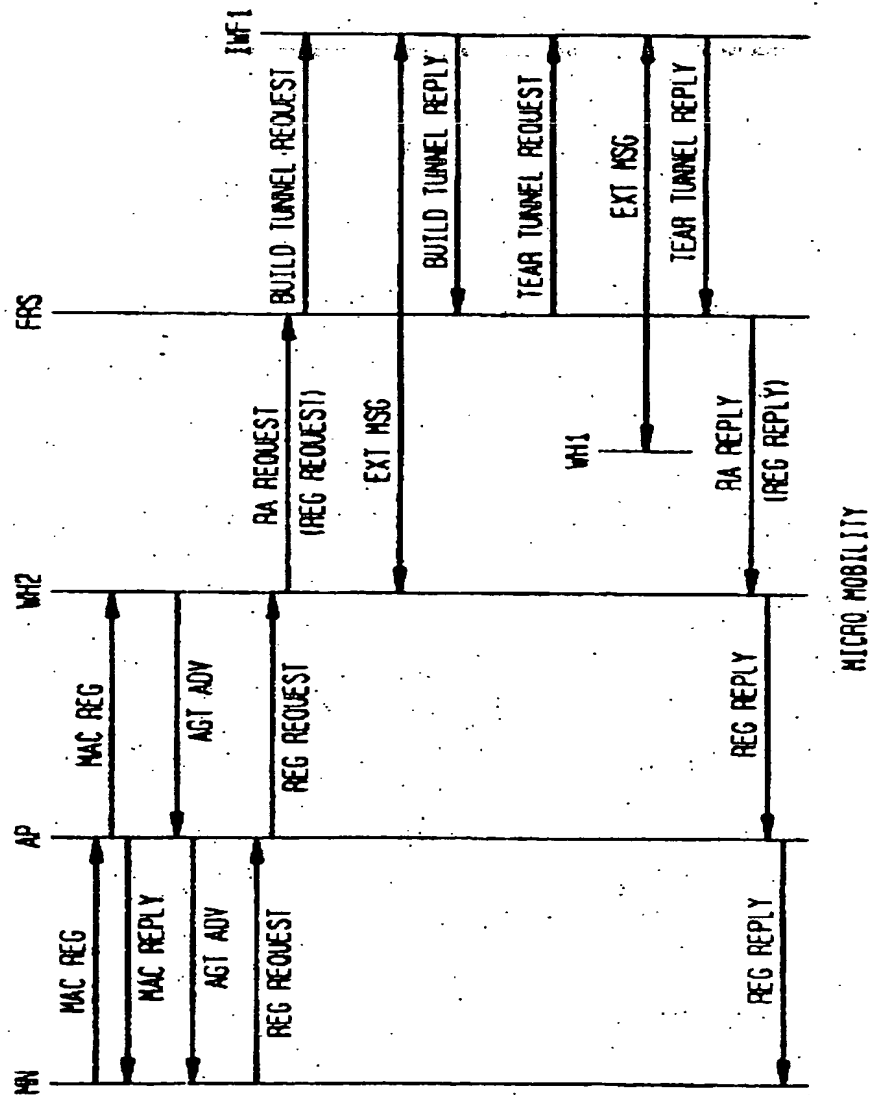 MN
AP
WH2
FRS
IWF1
MAC REG
MAC REG
MAC REPLY
AGT ADV
AGT ADV
REG REQUEST
REG REQUEST
RA REQUEST
(REG REQUEST)
BUILD TUNNEL REQUEST
EXT MSG
BUILD TUNNEL REPLY
TEAR TUNNEL REQUEST
WH1
EXT MSG
TEAR TUNNEL REPLY
RA REPLY
(REG REPLY)
REG REPLY
REG REPLY
MICRO MOBILITY